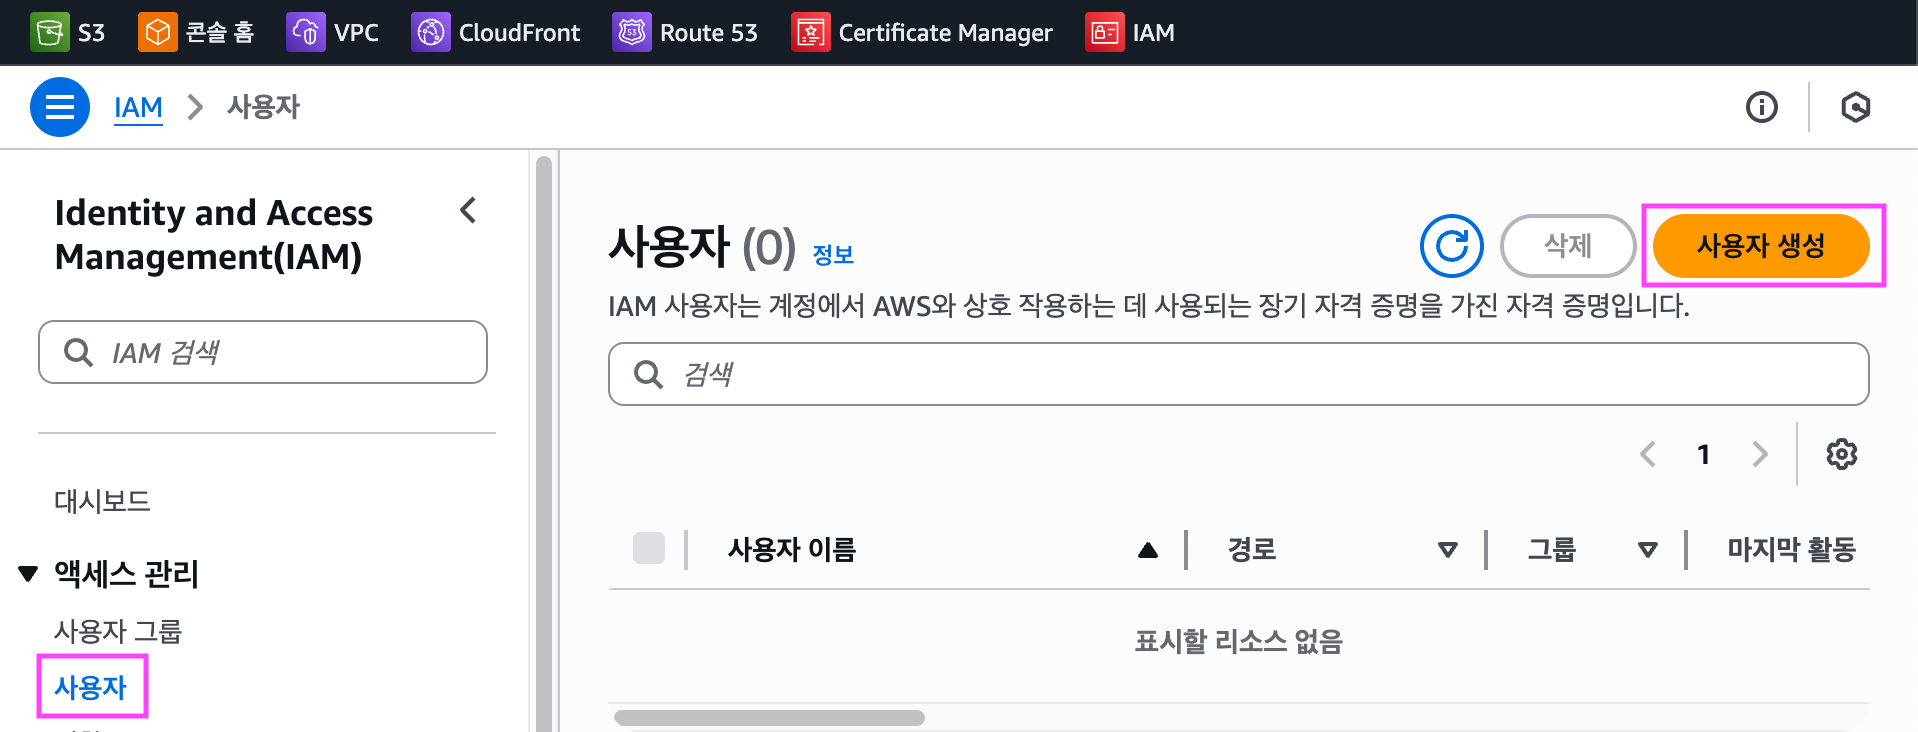 S3 콘솔 홈 VPC CloudFront Route 53 Certificate Manager IAM
IAM 사용자
Identity and Access
Management(IAM)
IAM 검색
대시보드
액세스 관리
사용자 그룹
사용자
사용자 (0) 정보
삭제
사용자 생성
IAM 사용자는 계정에서 AWS와 상호 작용하는 데 사용되는 장기 자격 증명을 가진 자격 증명입니다.
검색
1
사용자 이름 경로 그룹 마지막 활동
표시할 리소스 없음